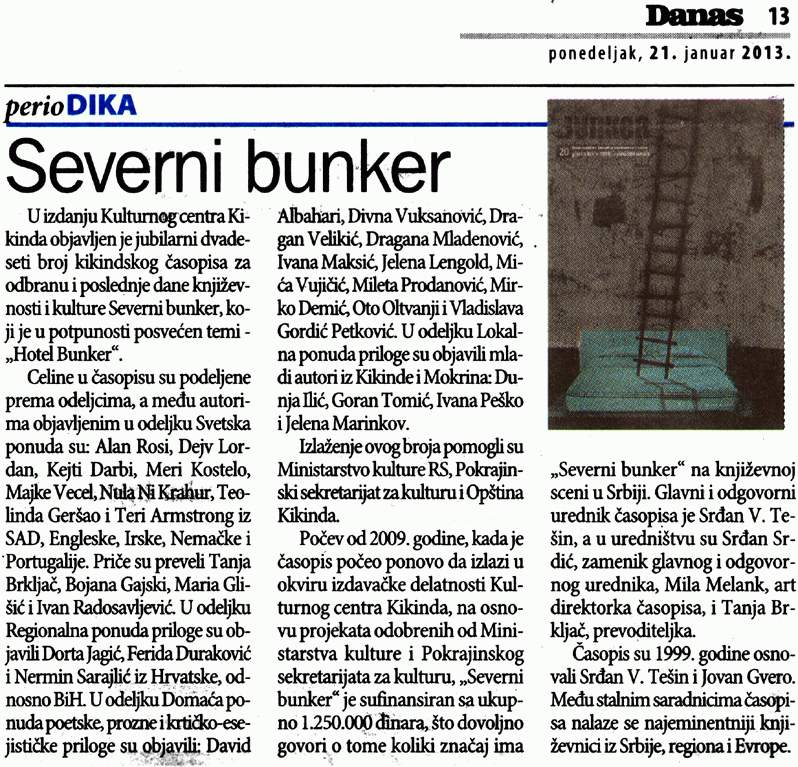 Danas 13
ponedeljak, 21. januar 2013.
perioDIKA
Severni bunker
U izdanju Kulturnog centra Ki-
kinda objavljen je jubilarni dvade-
seti broj kikindskog časopisa za
odbranu i poslednje dane književ-
nosti i kulture Severni bunker, ko-
ji je u potpunosti posvećen temi -
„Hotel Bunker“.
Celine u časopisu su podeljene
prema odeljcima, a među autori-
ma objavljenim u odeljku Svetska
ponuda su: Alan Rosi, Dejv Lor-
dan, Kejti Darbi, Meri Kostelo,
Majke Vecel, Nula Ni Krahur, Teo-
linda Geršao i Teri Armstrong iz
SAD, Engleske, Irske, Nemačke i
Portugalije. Priče su preveli Tanja
Brkljač, Bojana Gajski, Maria Gli-
šić i Ivan Radosavljević. U odeljku
Regionalna ponuda priloge su ob-
javili Dorta Jagić, Ferida Duraković
i Nermin Sarajlić iz Hrvatske, od-
nosno BiH. U odeljku Domaća po-
nuda poetske, prozne i krtičko-ese-
jističke priloge su objavili: David
Albahari, Divna Vuksanović, Dra-
gan Velikić, Dragana Mladenović,
Ivana Maksić, Jelena Lengold, Mi-
ća Vujičić, Mileta Prodanović, Mir-
ko Demić, Oto Oltvanji i Vladislava
Gordić Petković. U odeljku Lokal-
na ponuda priloge su objavili mla-
di autori iz Kikinde i Mokrina: Du-
nja Ilić, Goran Tomić, Ivana Peško
i Jelena Marinkov.
Izlaženje ovog broja pomogli su
Ministarstvo kulture RS, Pokrajin-
ski sekretarijat za kulturu i Opština
Kikinda.
Počev od 2009. godine, kada je
časopis počeo ponovo da izlazi u
okviru izdavačke delatnosti Kul-
turnog centra Kikinda, na osno-
vu projekata odobrenih od Mini-
starstva kulture i Pokrajinskog
sekretarijata za kulturu, „Severni
bunker“ je sufinansiran sa ukup-
no 1.250.000 dinara, što dovoljno
govori o tome koliki značaj ima
BUNKER
20
„Severni bunker“ na književnoj
sceni u Srbiji. Glavni i odgovorni
urednik časopisa je Srđan V. Te-
šin, a u uredništvu su Srđan Sr-
dić, zamenik glavnog i odgovor-
nog urednika, Mila Melank, art
direktorka časopisa, i Tanja Br-
kljač, prevoditeljka.
Časopis su 1999. godine osno-
vali Srđan V. Tešin i Jovan Gvero.
Među stalnim saradnicima časopi-
sa nalaze se najeminentniji knji-
ževnici iz Srbije, regiona i Evrope.